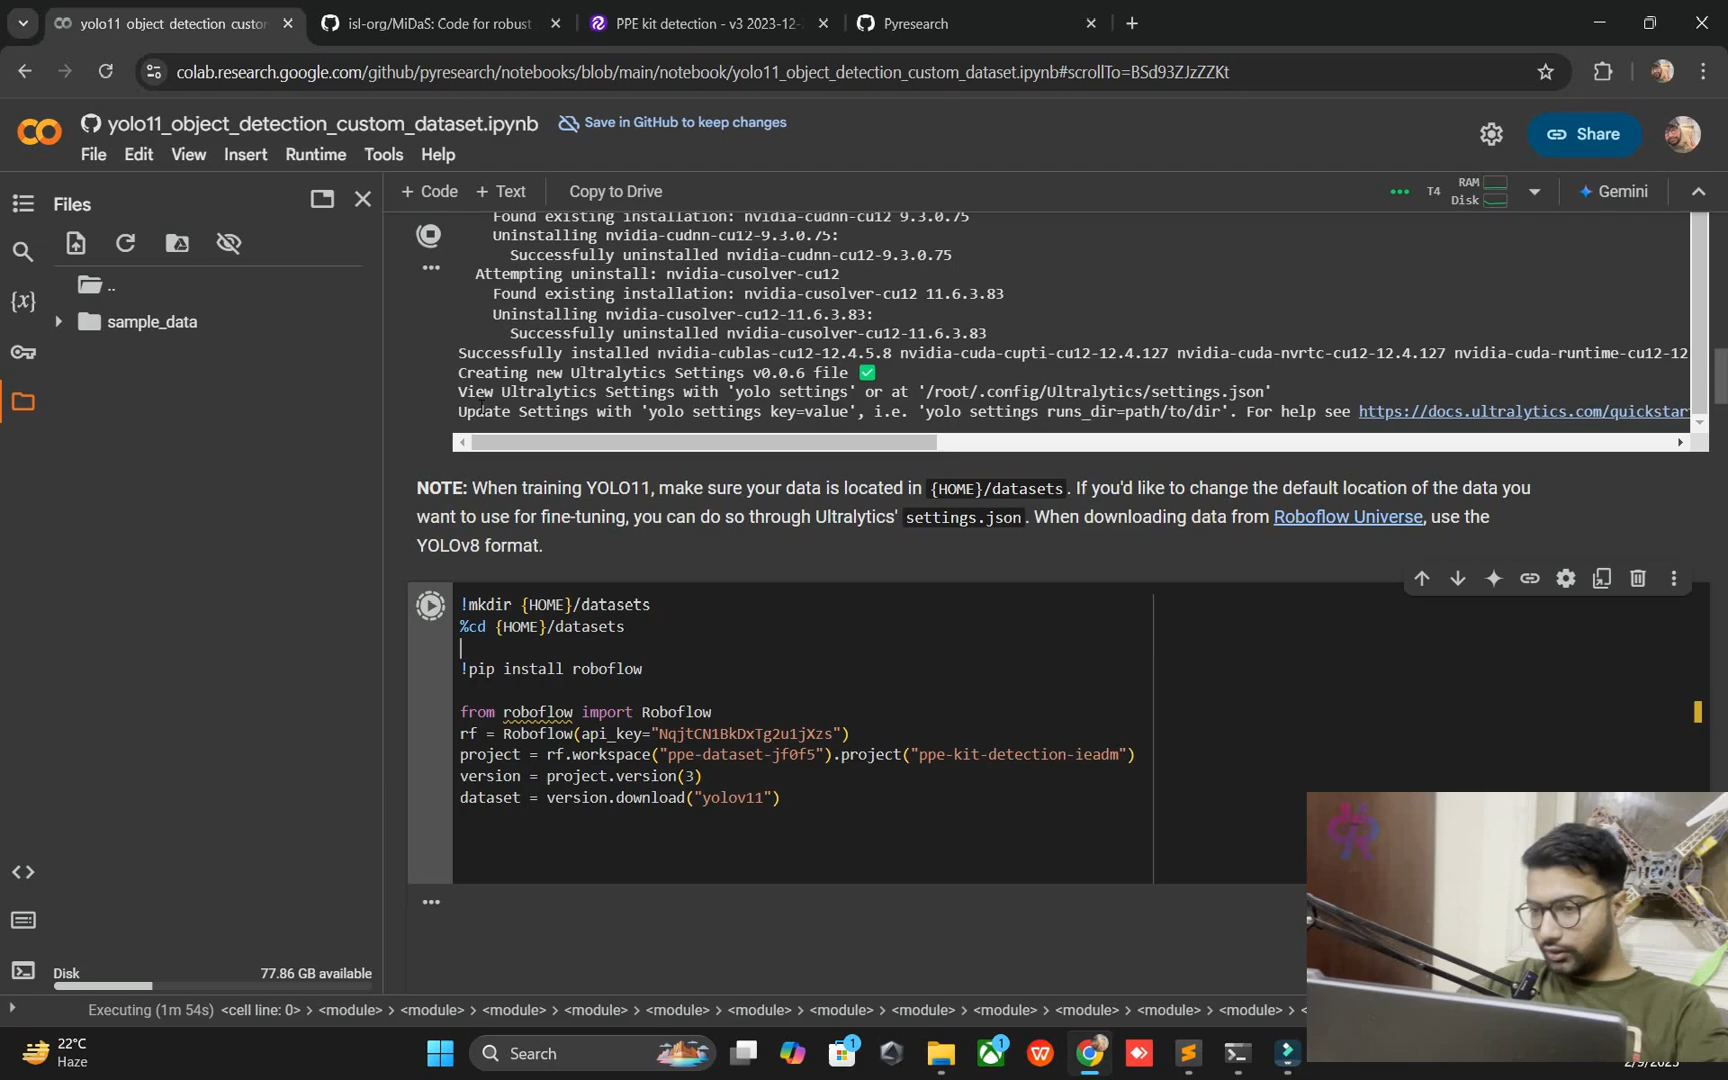 yolo11_object_detection_custo
isl-org/MiDaS: Code for robust
PPE kit detection - v3 2023-12-
Pyresearch
colab.research.google.com/github/pyresearch/notebooks/blob/main/notebook/yolo11_object_detection_custom_dataset.ipynb#scrollTo=BSd93ZJzZZKt
yolo11_object_detection_custom_dataset.ipynb
Save in GitHub to keep changes
Share
File Edit View Insert Runtime Tools Help
Files
+ Code + Text Copy to Drive
T4 RAM
Disk
Gemini
..
sample_data
Found existing installation: nvidia-cudnn-cu12 9.3.0.75
Uninstalling nvidia-cudnn-cu12-9.3.0.75:
Successfully uninstalled nvidia-cudnn-cu12-9.3.0.75
Attempting uninstall: nvidia-cusolver-cu12
Found existing installation: nvidia-cusolver-cu12 11.6.3.83
Uninstalling nvidia-cusolver-cu12-11.6.3.83:
Successfully uninstalled nvidia-cusolver-cu12-11.6.3.83
Successfully installed nvidia-cublas-cu12-12.4.5.8 nvidia-cuda-cupti-cu12-12.4.127 nvidia-cuda-nvrtc-cu12-12.4.127 nvidia-cuda-runtime-cu12-12
Creating new Ultralytics Settings v0.0.6 file ✅
View Ultralytics Settings with 'yolo settings' or at '/root/.config/Ultralytics/settings.json'
Update Settings with 'yolo settings key=value', i.e. 'yolo settings runs_dir=path/to/dir'. For help see https://docs.ultralytics.com/quickstar
NOTE: When training YOLO11, make sure your data is located in {HOME}/datasets. If you'd like to change the default location of the data you
want to use for fine-tuning, you can do so through Ultralytics' settings.json. When downloading data from Roboflow Universe, use the
YOLOv8 format.
!mkdir {HOME}/datasets
%cd {HOME}/datasets
!pip install roboflow
from roboflow import Roboflow
rf = Roboflow(api_key="NqjtCN1BkDxTg2u1jXzs")
project = rf.workspace("ppe-dataset-jf0f5").project("ppe-kit-detection-ieadm")
version = project.version(3)
dataset = version.download("yolov11")
Disk 77.86 GB available
Executing (1m 54s) <cell line: 0> > <module> > <module> > <module> > <module> > <module> > <module> > <module> > <module> > <module> > <module> > <module> > <module>
22°C
Haze
Search
1
1